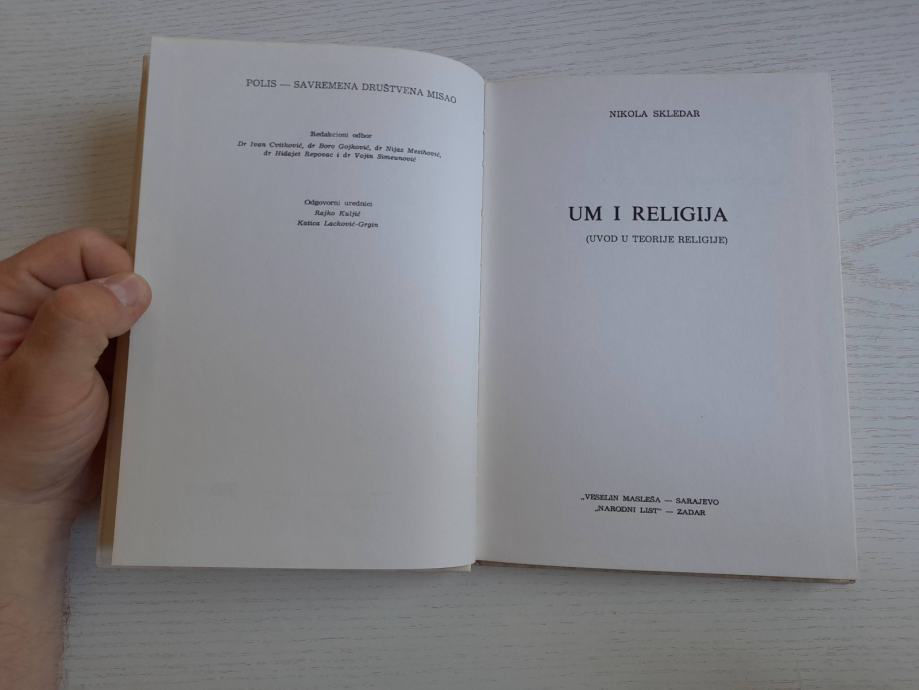 POLIS — SAVREMENA DRUŠTVENA MISAO
Redakcioni odbor
Dr Ivan Cvitković, dr Boro Gojković, dr Nijaz Mesihović,
dr Hidajet Repovac i dr Vojin Simeunović
Odgovorni urednici
Rajko Kuljić
Katica Lacković-Grgin
NIKOLA SKLEDAR
UM I RELIGIJA
(UVOD U TEORIJE RELIGIJE)
„VESELIN MASLEŠA — SARAJEVO
„NARODNI LIST“ — ZADAR